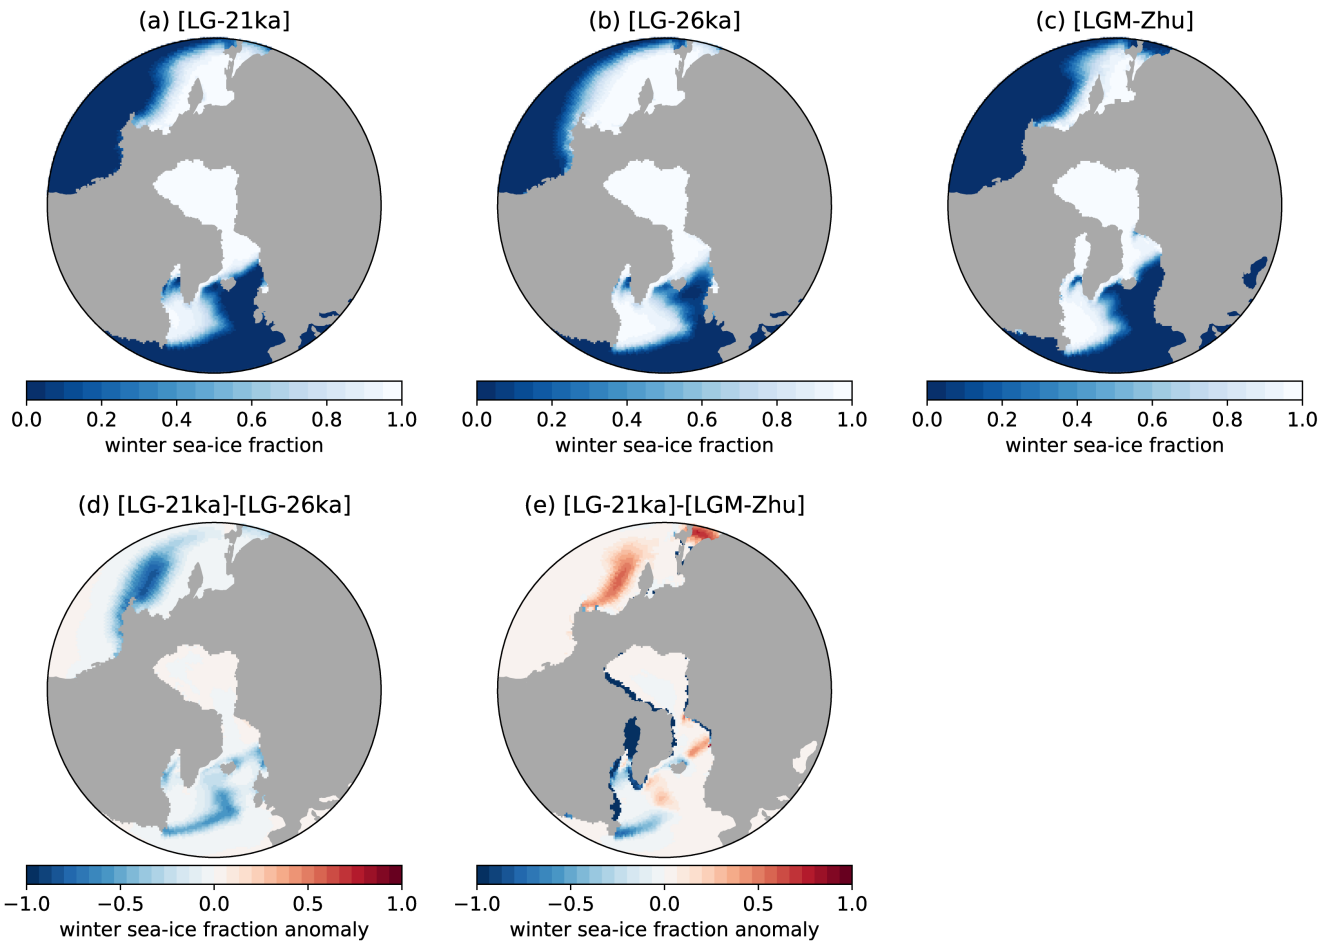 (a) [LG-21ka]
(b) [LG-26ka]
(c) [LGM-Zhu]
0.0 0.2 0.4 0.6 0.8 1.0
winter sea-ice fraction
0.0 0.2 0.4 0.6 0.8 1.0
winter sea-ice fraction
0.0 0.2 0.4 0.6 0.8 1.0
winter sea-ice fraction
(d) [LG-21ka]-[LG-26ka]
(e) [LG-21ka]-[LGM-Zhu]
−1.0 −0.5 0.0 0.5 1.0
winter sea-ice fraction anomaly
−1.0 −0.5 0.0 0.5 1.0
winter sea-ice fraction anomaly